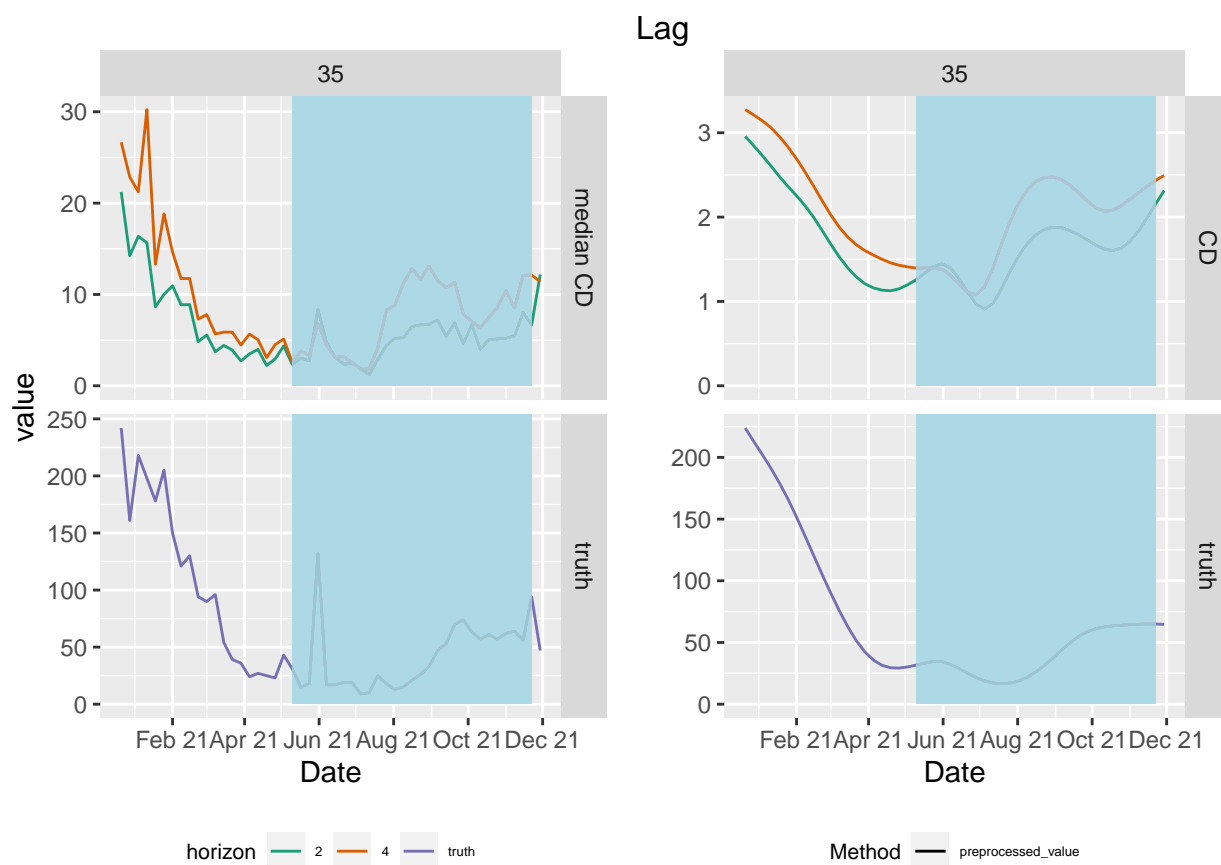 Lag
35
35
30
20
10
0
median CD
3
2
1
0
CD
value
250
200
150
100
50
0
truth
200
150
100
50
0
truth
Feb 21 Apr 21 Jun 21 Aug 21 Oct 21 Dec 21
Feb 21 Apr 21 Jun 21 Aug 21 Oct 21 Dec 21
Date
Date
horizon 2 4 truth
Method preprocessed_value